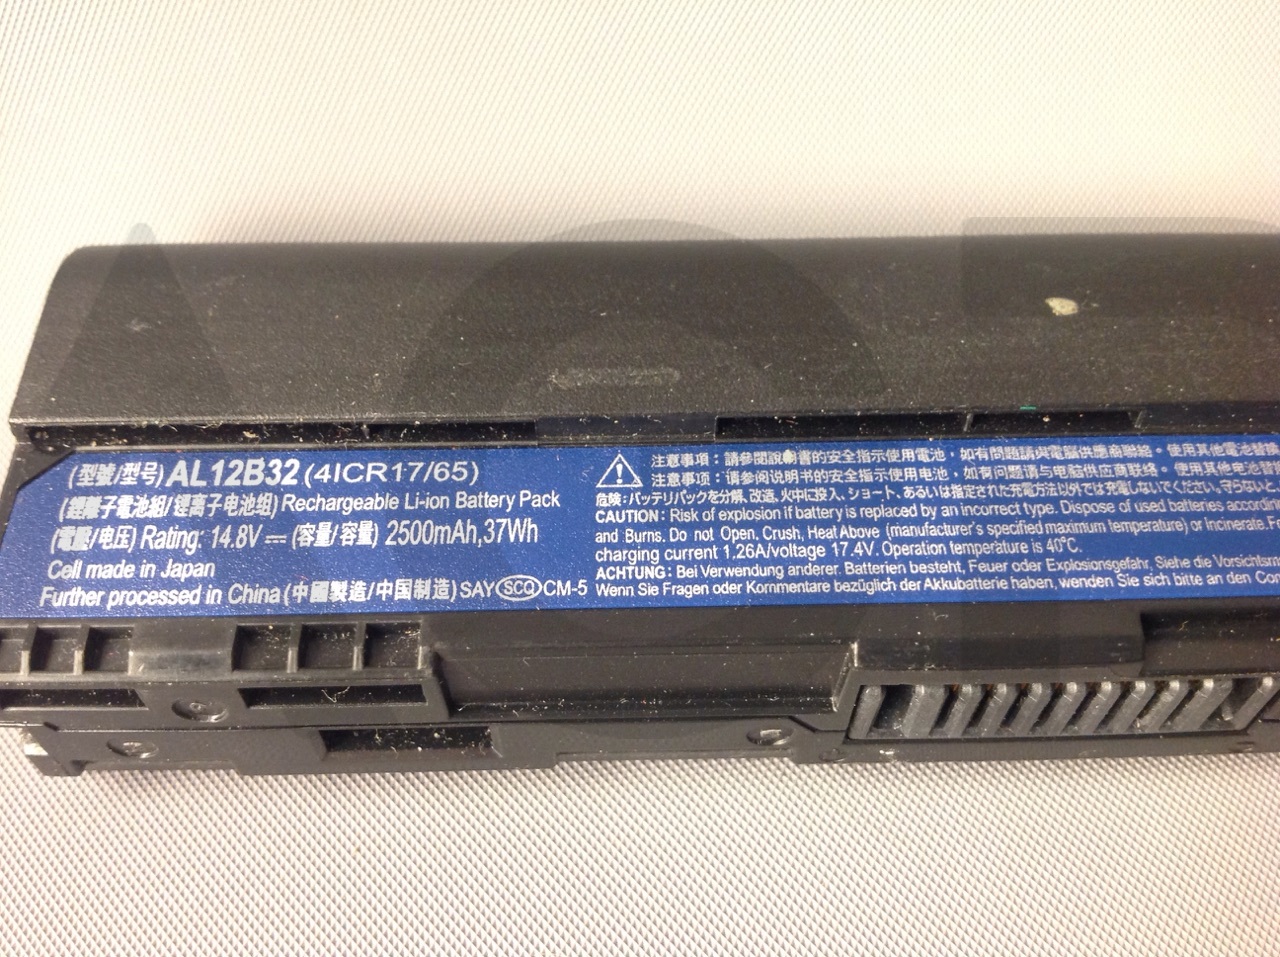 (型號/型号) AL12B32 (4ICR17/65)
(鋰離子電池組/锂离子电池组) Rechargeable Li-ion Battery Pack
(電壓/电压) Rating: 14.8V ⎓ (容量/容量) 2500mAh,37Wh
Cell made in Japan
Further processed in China (中國製造/中国制造) SAY SCC CM-5
注意事項：請參閱說明書的安全指示使用電池，如有問題請與電腦供應商聯絡。使用其他電池
注意事项：请参阅说明书的安全指示使用电池，如有问题请与电脑供应商联络。使用其他电池
危険：バッテリパックを分解、改造、火中に投入、ショート、あるいは指定された充電方法以外では充電しないでください。守らないと、
CAUTION: Risk of explosion if battery is replaced by an incorrect type. Dispose of used batteries
and Burns. Do not Open, Crush, Heat Above (manufacturer's specified maximum temperature) or Incinerate.
charging current 1.26A/voltage 17.4V. Operation temperature is 40°C.
ACHTUNG: Bei Verwendung anderer. Batterien besteht, Feuer oder Explosionsgefahr, Siehe die
Wenn Sie Fragen oder Kommentare bezüglich der Akkubatterie haben, wenden Sie sich bitte an den